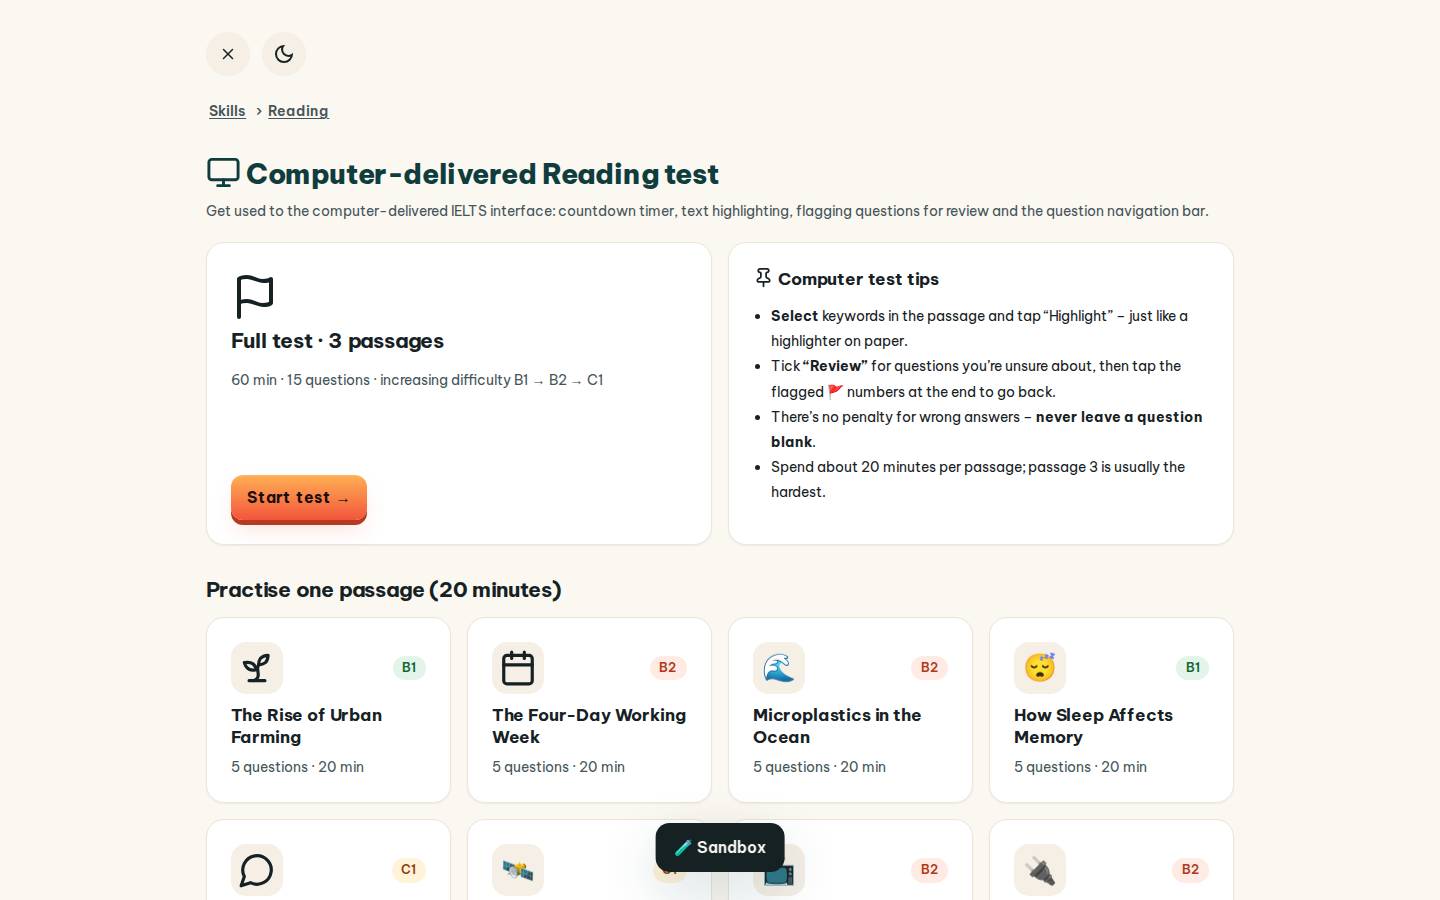 Skills › Reading
Computer-delivered Reading test
Get used to the computer-delivered IELTS interface: countdown timer, text highlighting, flagging questions for review and the question navigation bar.
Full test · 3 passages
60 min · 15 questions · increasing difficulty B1 → B2 → C1
Start test →
Computer test tips
• Select keywords in the passage and tap “Highlight” – just like a
highlighter on paper.
• Tick “Review” for questions you’re unsure about, then tap the
flagged 🚩 numbers at the end to go back.
• There’s no penalty for wrong answers – never leave a question
blank.
• Spend about 20 minutes per passage; passage 3 is usually the
hardest.
Practise one passage (20 minutes)
B1
The Rise of Urban
Farming
5 questions · 20 min
B2
The Four-Day Working
Week
5 questions · 20 min
B2
Microplastics in the
Ocean
5 questions · 20 min
B1
How Sleep Affects
Memory
5 questions · 20 min
C1
B2
B2
Sandbox